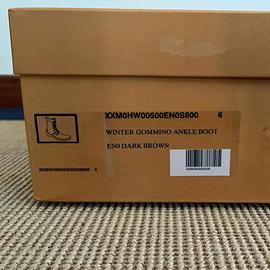 XXM0HW00500EN0S800 6
WINTER GOMMINO ANKLE BOOT
EN0 DARK BROWN
XXM0HW00500EN0S800 6